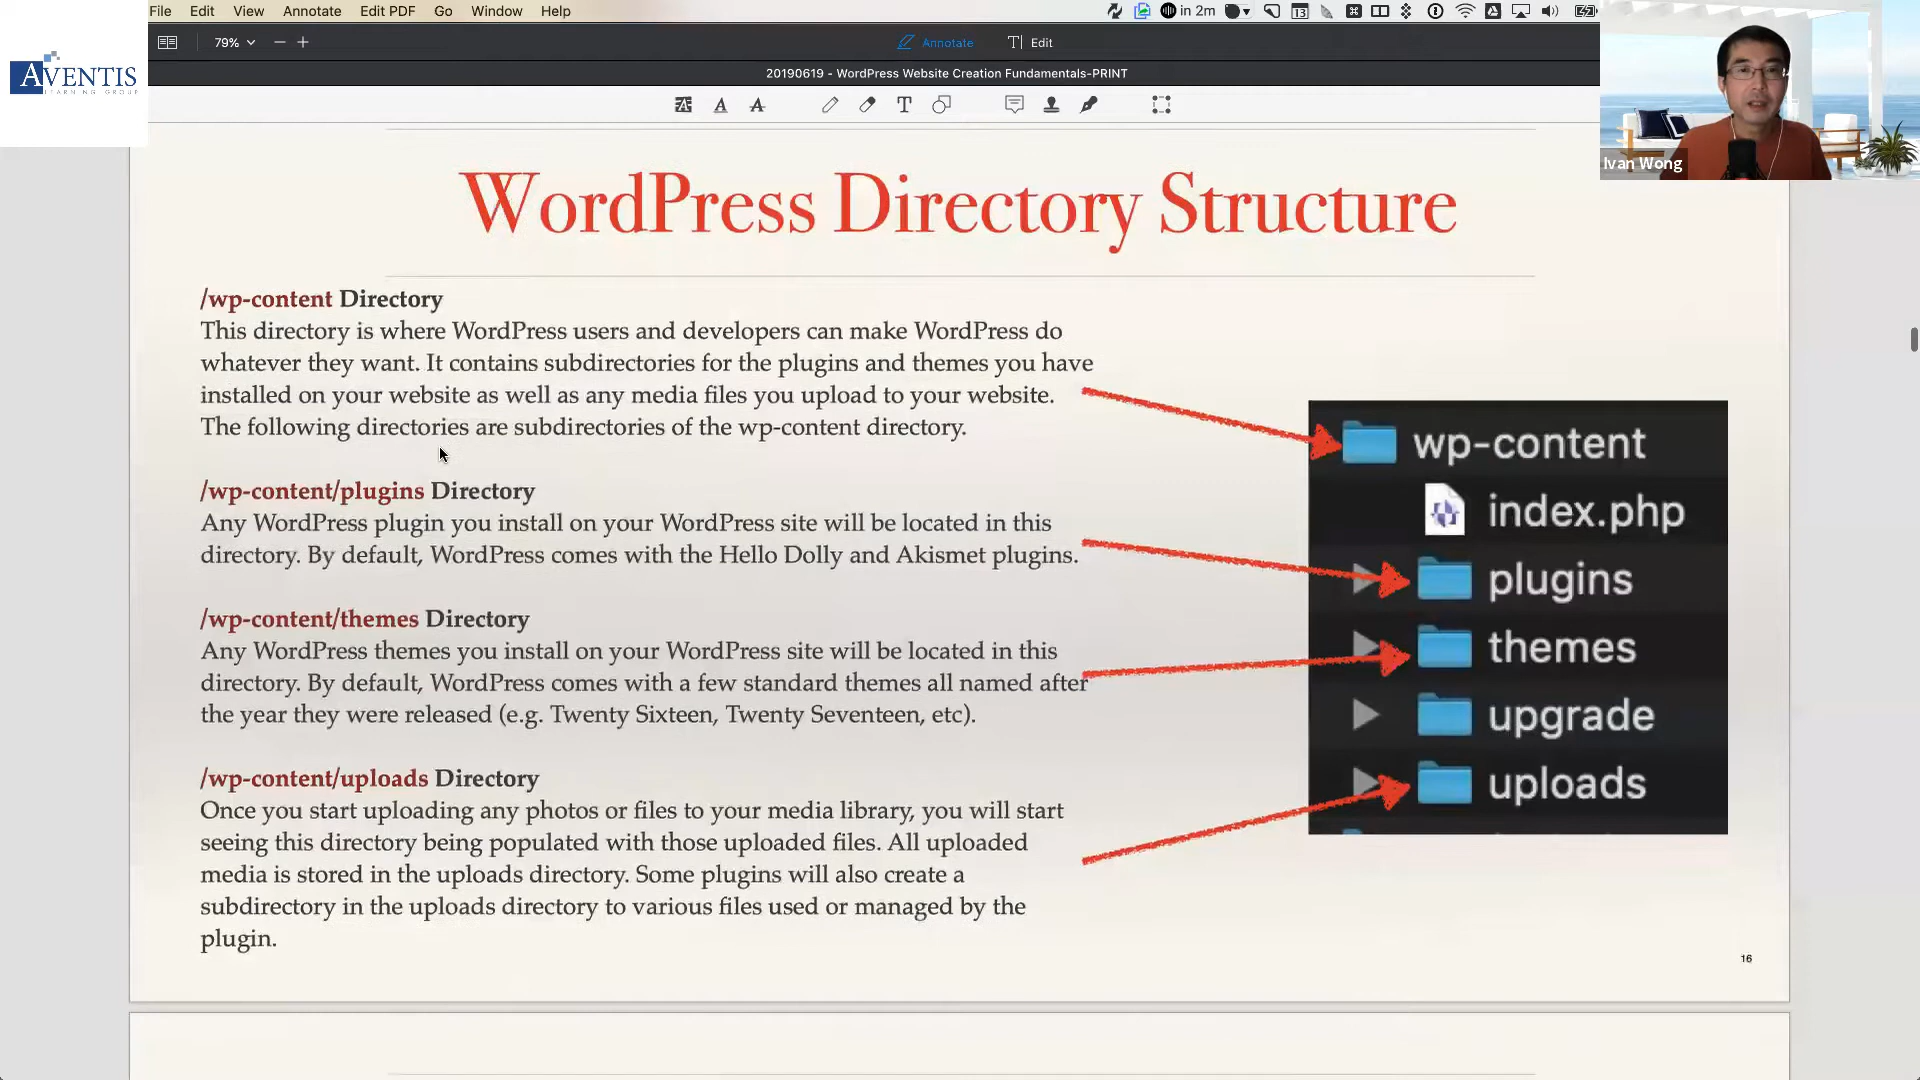 File Edit View Annotate Edit PDF Go Window Help
in 2m
13
AVENTIS
LEARNING GROUP
79%
Annotate
Edit
20190619 - WordPress Website Creation Fundamentals-PRINT
Ivan Wong
WordPress Directory Structure
/wp-content Directory
This directory is where WordPress users and developers can make WordPress do
whatever they want. It contains subdirectories for the plugins and themes you have
installed on your website as well as any media files you upload to your website.
The following directories are subdirectories of the wp-content directory.
/wp-content/plugins Directory
Any WordPress plugin you install on your WordPress site will be located in this
directory. By default, WordPress comes with the Hello Dolly and Akismet plugins.
/wp-content/themes Directory
Any WordPress themes you install on your WordPress site will be located in this
directory. By default, WordPress comes with a few standard themes all named after
the year they were released (e.g. Twenty Sixteen, Twenty Seventeen, etc).
/wp-content/uploads Directory
Once you start uploading any photos or files to your media library, you will start
seeing this directory being populated with those uploaded files. All uploaded
media is stored in the uploads directory. Some plugins will also create a
subdirectory in the uploads directory to various files used or managed by the
plugin.
wp-content
index.php
plugins
themes
upgrade
uploads
16